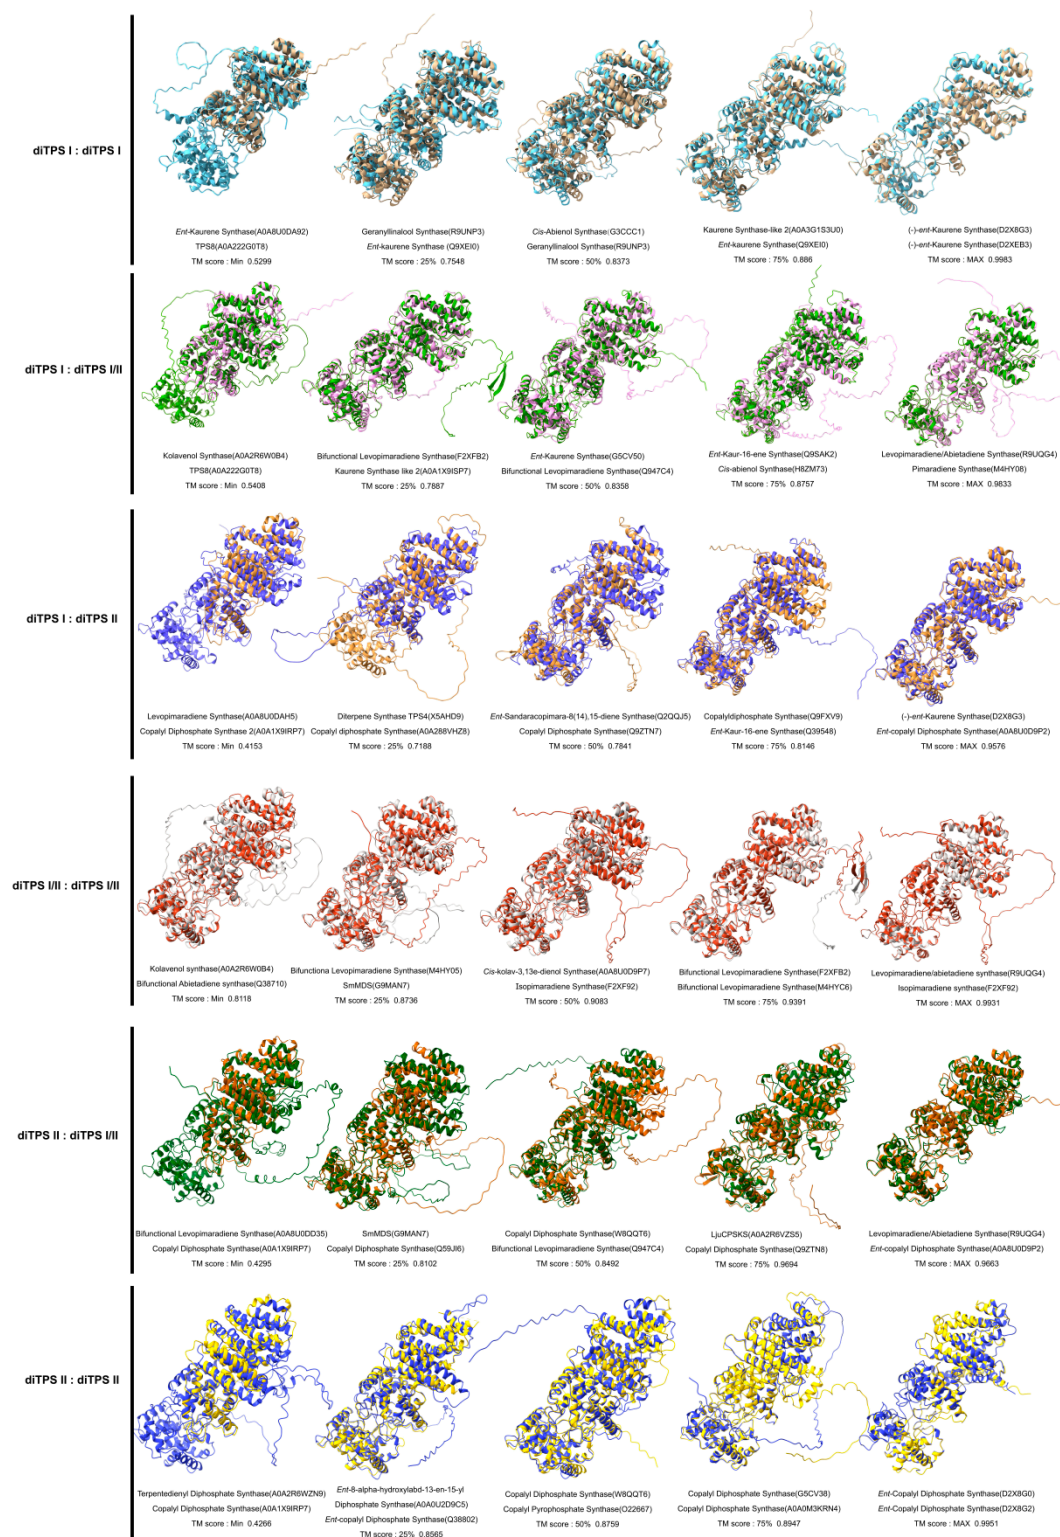 diTPS I : diTPS I
Ent-Kaurene Synthase(A0A8U0DA92)
TPS8(A0A222G0T8)
TM score : Min 0.5299
Geranyllinalool Synthase(R9UNP3)
Ent-kaurene Synthase (Q9XEI0)
TM score : 25% 0.7548
Cis-Abienol Synthase(G3CCC1)
Geranyllinalool Synthase(R9UNP3)
TM score : 50% 0.8373
Kaurene Synthase-like 2(A0A3G1S3U0)
Ent-kaurene Synthase(Q9XEI0)
TM score : 75% 0.886
(-)-ent-Kaurene Synthase(D2X8G3)
(-)-ent-Kaurene Synthase(D2XEB3)
TM score : MAX 0.9983
diTPS I : diTPS I/II
Kolavenol Synthase(A0A2R6W0B4)
TPS8(A0A222G0T8)
TM score : Min 0.5408
Bifunctional Levopimaradiene Synthase(F2XFB2)
Kaurene Synthase like 2(A0A1X9ISP7)
TM score : 25% 0.7887
Ent-Kaurene Synthase(G5CV50)
Bifunctional Levopimaradiene Synthase(Q947C4)
TM score : 50% 0.8358
Ent-Kaur-16-ene Synthase(Q9SAK2)
Cis-abienol Synthase(H8ZM73)
TM score : 75% 0.8757
Levopimaradiene/Abietadiene Synthase(R9UQG4)
Pimaradiene Synthase(M4HY08)
TM score : MAX 0.9833
diTPS I : diTPS II
Levopimaradiene Synthase(A0A8U0DAH5)
Copalyl Diphosphate Synthase 2(A0A1X9IRP7)
TM score : Min 0.4153
Diterpene Synthase TPS4(X5AHD9)
Copalyl diphosphate Synthase(A0A288VHZ8)
TM score : 25% 0.7188
Ent-Sandaracopimara-8(14),15-diene Synthase(Q2QQJ5)
Copalyl Diphosphate Synthase(Q9ZTN7)
TM score : 50% 0.7841
Copalyldiphosphate Synthase(Q9FXV9)
Ent-Kaur-16-ene Synthase(Q39548)
TM score : 75% 0.8146
(-)-ent-Kaurene Synthase(D2X8G3)
Ent-copalyl Diphosphate Synthase(A0A8U0D9P2)
TM score : MAX 0.9576
diTPS I/II : diTPS I/II
Kolavenol synthase(A0A2R6W0B4)
Bifunctional Abietadiene synthase(Q38710)
TM score : Min 0.8118
Bifunctiona Levopimaradiene Synthase(M4HY05)
SmMDS(G9MAN7)
TM score : 25% 0.8736
Cis-kolav-3,13e-dienol Synthase(A0A8U0D9P7)
Isopimaradiene Synthase(F2XF92)
TM score : 50% 0.9083
Bifunctional Levopimaradiene Synthase(F2XFB2)
Bifunctional Levopimaradiene Synthase(M4HYC6)
TM score : 75% 0.9391
Levopimaradiene/abietadiene synthase(R9UQG4)
Isopimaradiene synthase(F2XF92)
TM score : MAX 0.9931
diTPS II : diTPS I/II
Bifunctional Levopimaradiene Synthase(A0A8U0DD35)
Copalyl Diphosphate Synthase(A0A1X9IRP7)
TM score : Min 0.4295
SmMDS(G9MAN7)
Copalyl Diphosphate Synthase(Q59JI6)
TM score : 25% 0.8102
Copalyl Diphosphate Synthase(W8QQT6)
Bifunctional Levopimaradiene Synthase(Q947C4)
TM score : 50% 0.8492
LjuCPSKS(A0A2R6VZS5)
Copalyl Diphosphate Synthase(Q9ZTN8)
TM score : 75% 0.9694
Levopimaradiene/Abietadiene Synthase(R9UQG4)
Ent-copalyl Diphosphate Synthase(A0A8U0D9P2)
TM score : MAX 0.9663
diTPS II : diTPS II
Terpentedienyl Diphosphate Synthase(A0A2R6WZN9)
Copalyl Diphosphate Synthase(A0A1X9IRP7)
TM score : Min 0.4266
Ent-8-alpha-hydroxylabd-13-en-15-yl
Diphosphate Synthase(A0A0U2D9C5)
Ent-copalyl Diphosphate Synthase(Q38802)
TM score : 25% 0.8565
Copalyl Diphosphate Synthase(W8QQT6)
Copalyl Pyrophosphate Synthase(O22667)
TM score : 50% 0.8759
Copalyl Diphosphate Synthase(G5CV38)
Copalyl Diphosphate Synthase(A0A0M3KRN4)
TM score : 75% 0.8947
Ent-Copalyl Diphosphate Synthase(D2X8G0)
Ent-Copalyl Diphosphate Synthase(D2X8G2)
TM score : MAX 0.9951